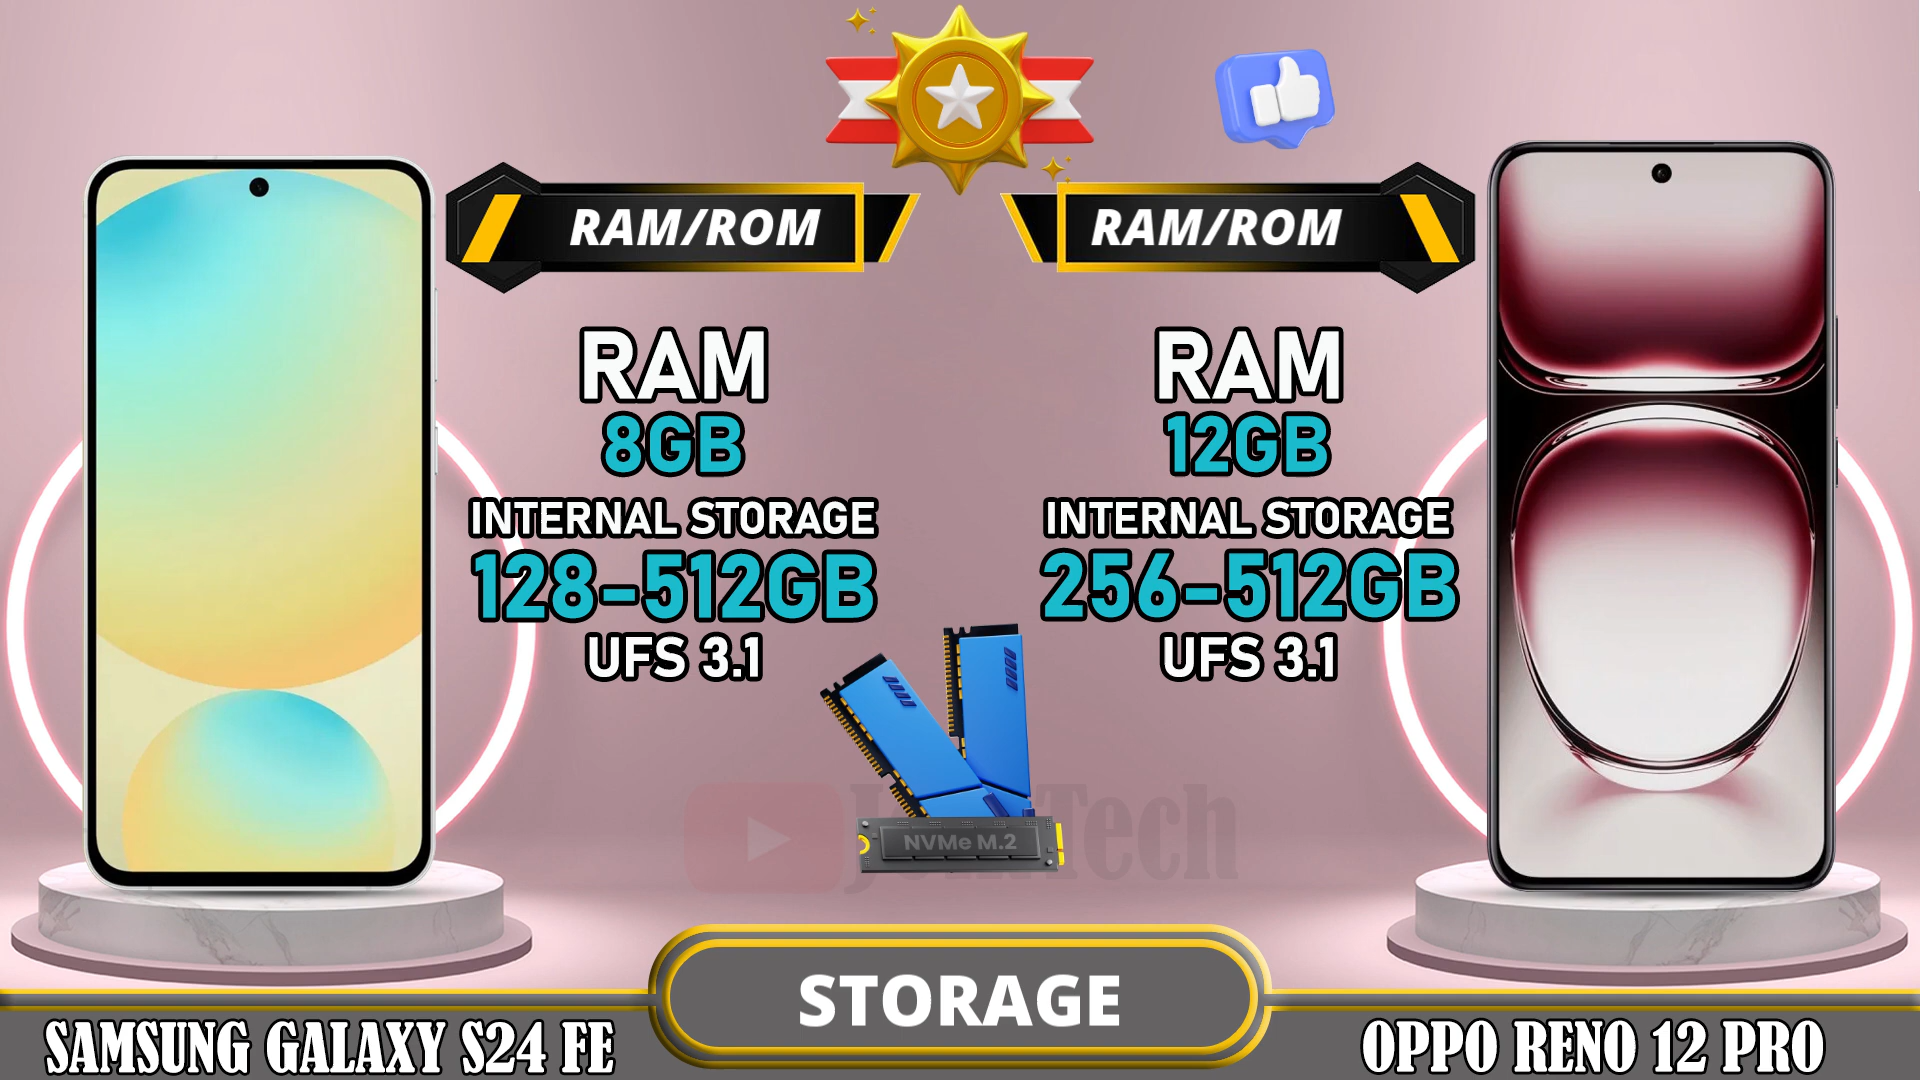 RAM/ROM
RAM/ROM
RAM
8GB
INTERNAL STORAGE
128-512GB
UFS 3.1
RAM
12GB
INTERNAL STORAGE
256-512GB
UFS 3.1
NVMe M.2
STORAGE
SAMSUNG GALAXY S24 FE
OPPO RENO 12 PRO